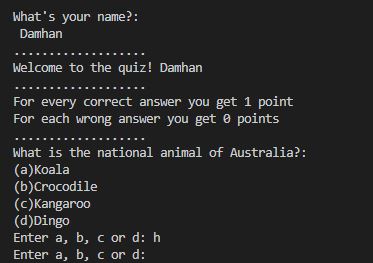 What's your name?:
Damhan
...................
Welcome to the quiz! Damhan
...................
For every correct answer you get 1 point
For each wrong answer you get 0 points
...................
What is the national animal of Australia?:
(a)Koala
(b)Crocodile
(c)Kangaroo
(d)Dingo
Enter a, b, c or d: h
Enter a, b, c or d: